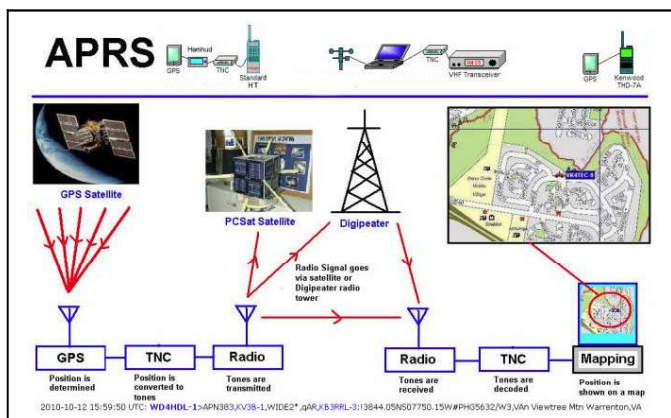 APRS
GPS
Hamhud
TNC
Standard
HT
TNC
VHF Transceiver
GPS
Kenwood
THD-7A
GPS Satellite
PCSat Satellite
Digipeater
VK4TEC-8
Radio Signal goes
via satellite or
Digipeater radio
tower
GPS
TNC
Radio
Radio
TNC
Mapping
Position is
determined
Position is
converted to
tones
Tones are
transmitted
Tones are
received
Tones are
decoded
Position is
shown on a map
2010-10-12 15:59:50 UTC: WD4HDL-1>APN383,KV3B-1,WIDE2*,qAR,KB3RRL-3:!3844.05NS07750.15W#PHG5632/W3,VAn Viewtree Mtn Warrenton,VA